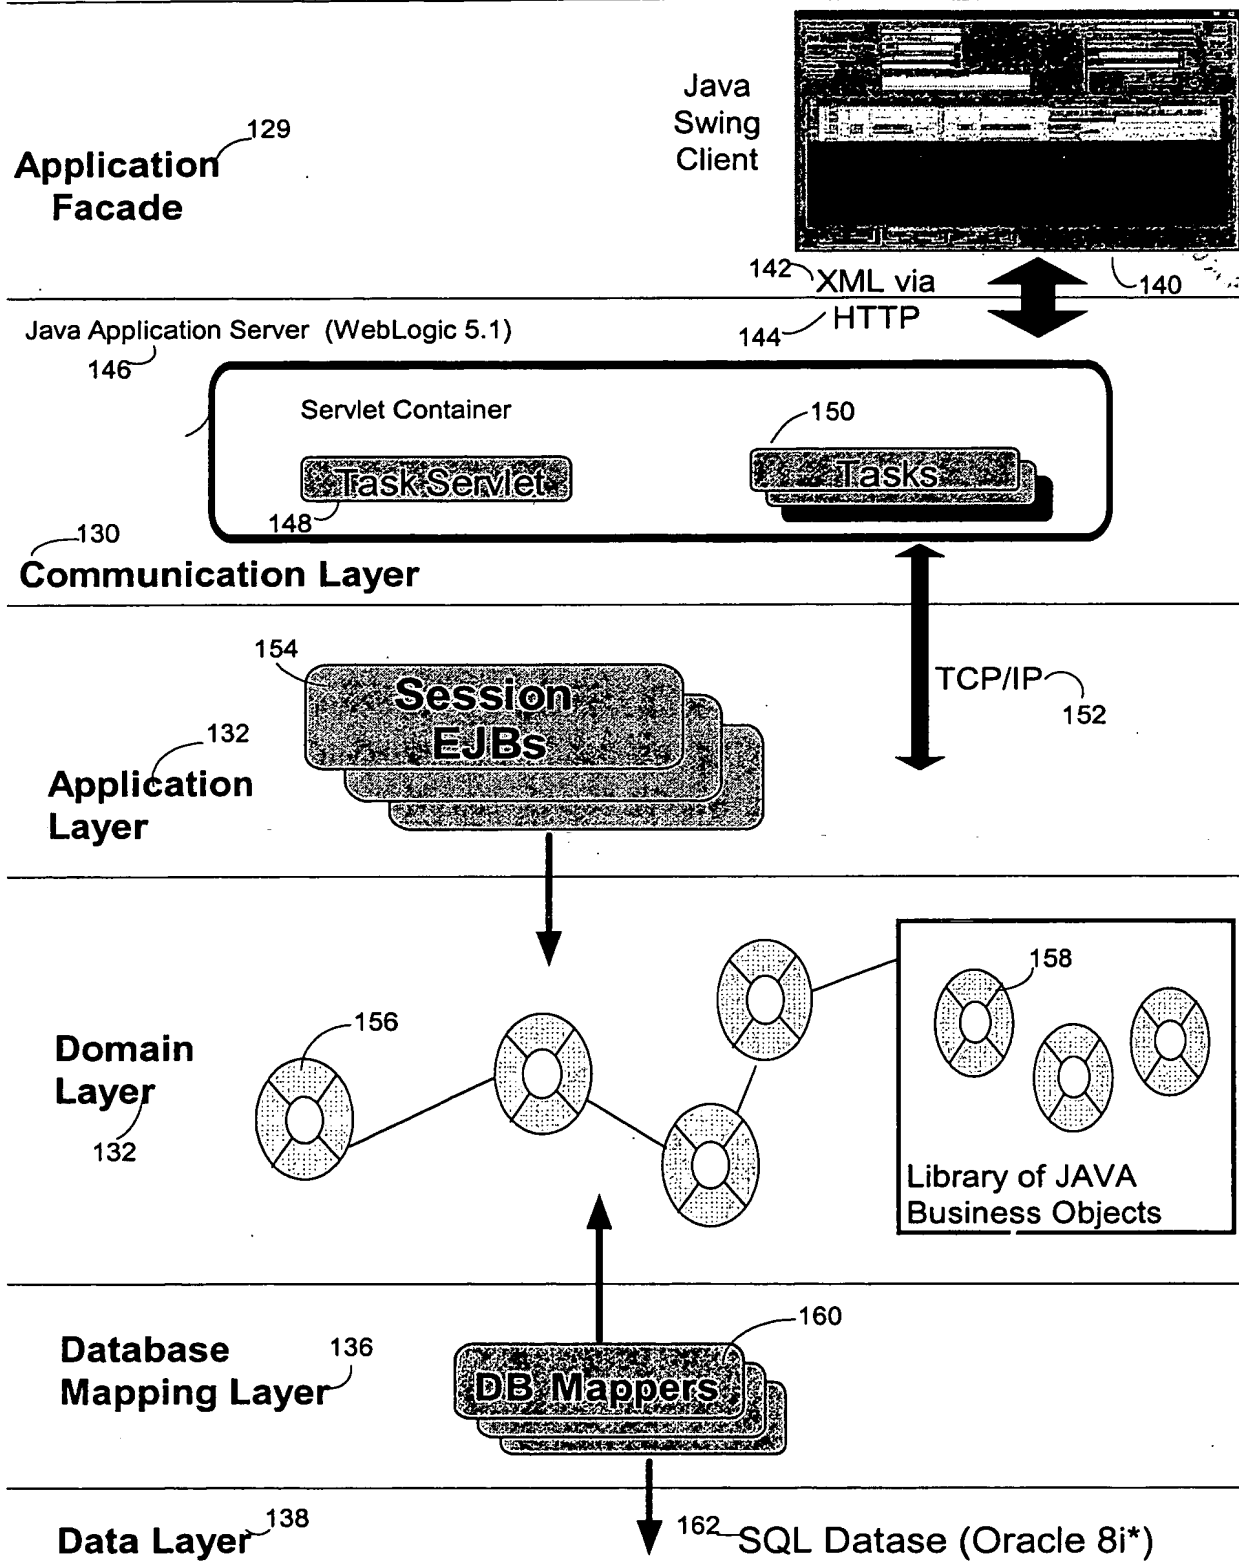 Java
Swing
Client
129
Application
Facade
142
XML via
140
144
HTTP
Java Application Server (WebLogic 5.1)
146
Servlet Container
150
Task Servlet
Tasks
148
130
Communication Layer
154
Session
EJBs
TCP/IP
152
132
Application
Layer
158
156
Domain
Layer
132
Library of JAVA
Business Objects
160
Database
136
Mapping Layer
DB Mappers
138
Data Layer
162
SQL Datase (Oracle 8i*)